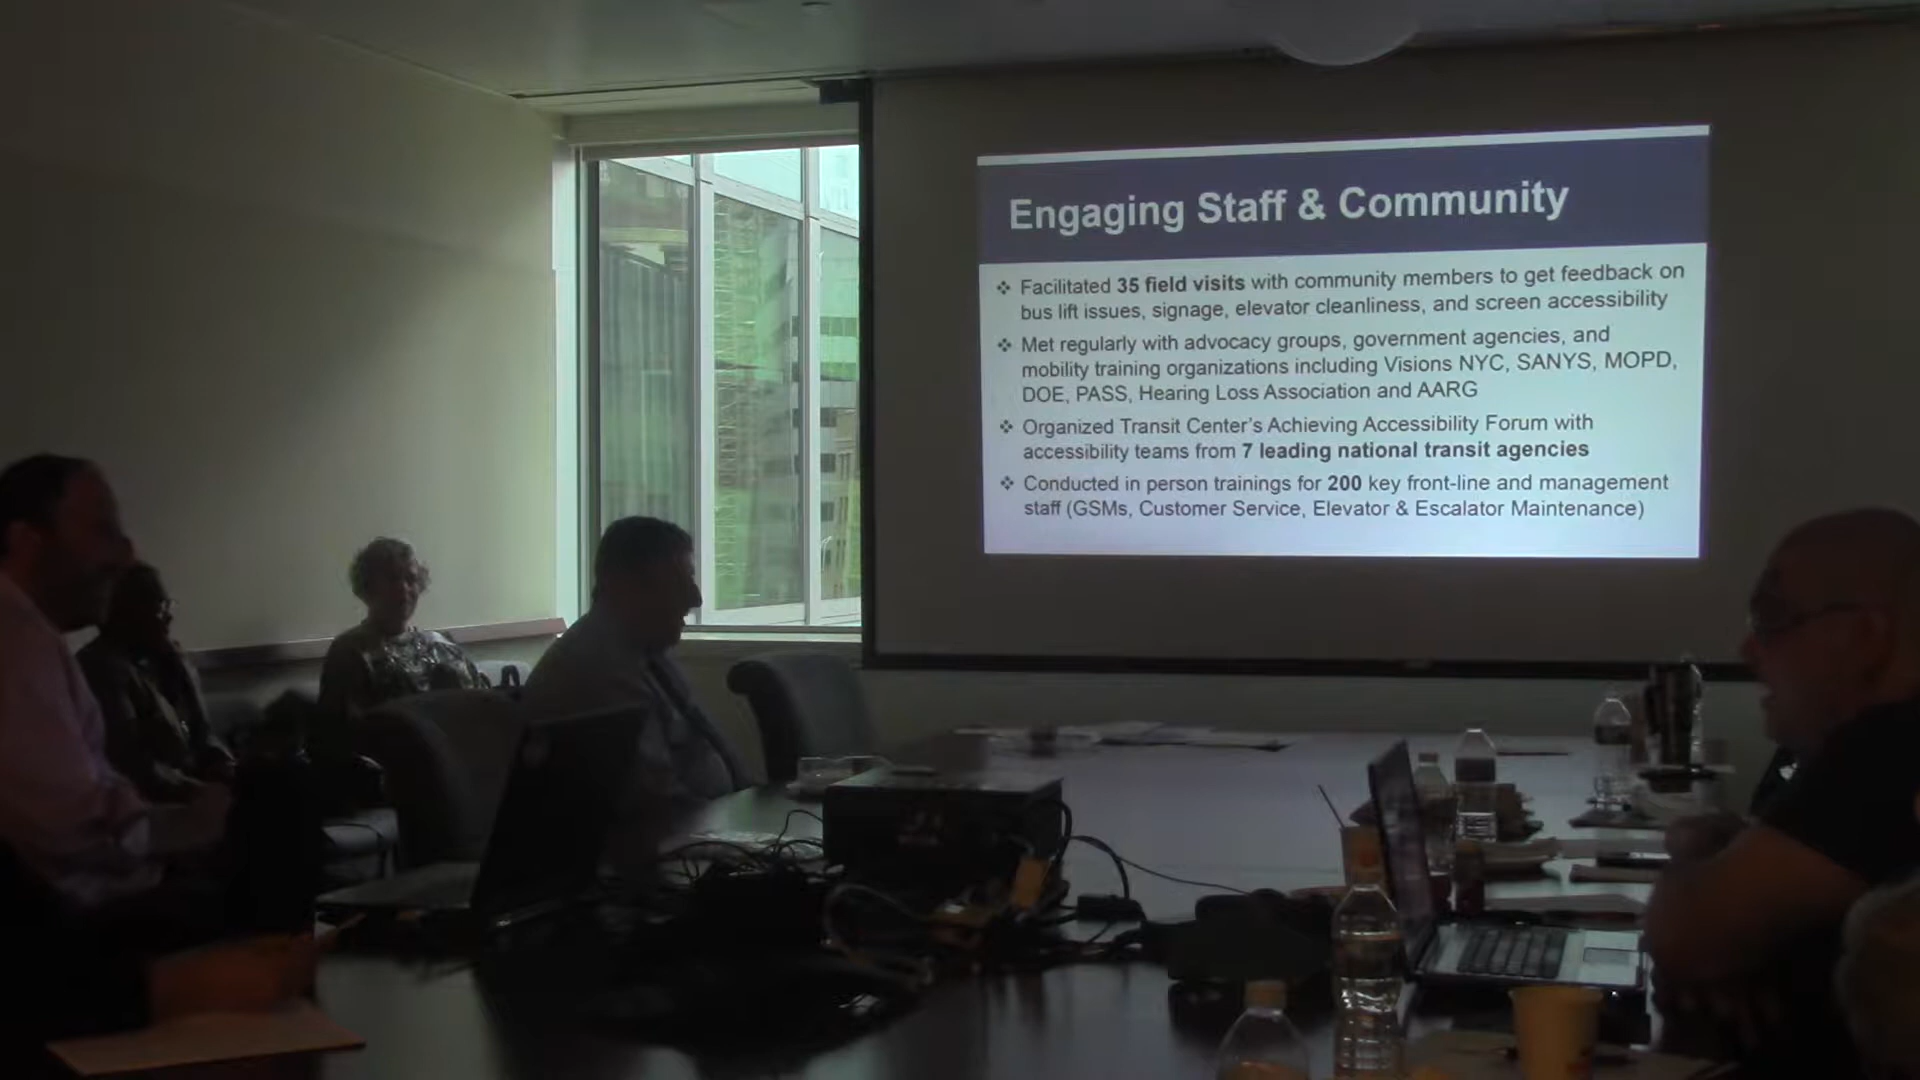 Engaging Staff & Community
❖ Facilitated 35 field visits with community members to get feedback on
bus lift issues, signage, elevator cleanliness, and screen accessibility
❖ Met regularly with advocacy groups, government agencies, and
mobility training organizations including Visions NYC, SANYS, MOPD,
DOE, PASS, Hearing Loss Association and AARG
❖ Organized Transit Center's Achieving Accessibility Forum with
accessibility teams from 7 leading national transit agencies
❖ Conducted in person trainings for 200 key front-line and management
staff (GSMs, Customer Service, Elevator & Escalator Maintenance)